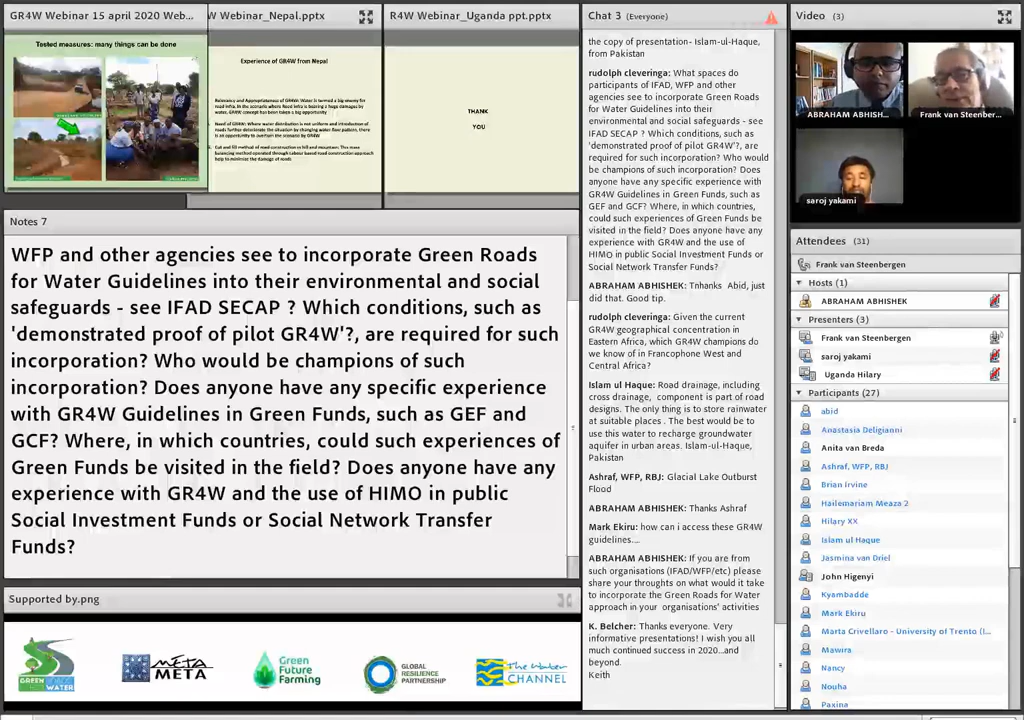 GR4W Webinar 15 april 2020 Web...
W Webinar_Nepal.pptx
R4W Webinar_Uganda ppt.pptx
Tested measures: many things can be done
Experience of GR4W from Nepal
THANK
YOU
Notes 7
WFP and other agencies see to incorporate Green Roads
for Water Guidelines into their environmental and social
safeguards - see IFAD SECAP ? Which conditions, such as
'demonstrated proof of pilot GR4W'?, are required for such
incorporation? Who would be champions of such
incorporation? Does anyone have any specific experience
with GR4W Guidelines in Green Funds, such as GEF and
GCF? Where, in which countries, could such experiences of
Green Funds be visited in the field? Does anyone have any
experience with GR4W and the use of HIMO in public
Social Investment Funds or Social Network Transfer
Funds?
Supported by.png
GREEN
WATER
META
META
Green
Future
Farming
GLOBAL
RESILIENCE
PARTNERSHIP
The Water
CHANNEL
Chat 3 (Everyone)
the copy of presentation- Islam-ul-Haque,
from Pakistan
rudolph cleveringa: What spaces do
participants of IFAD, WFP and other
agencies see to incorporate Green Roads
for Water Guidelines into their
environmental and social safeguards - see
IFAD SECAP ? Which conditions, such as
'demonstrated proof of pilot GR4W'?, are
required for such incorporation? Who would
be champions of such incorporation? Does
anyone have any specific experience with
GR4W Guidelines in Green Funds, such as
GEF and GCF? Where, in which countries,
could such experiences of Green Funds be
visited in the field? Does anyone have any
experience with GR4W and the use of
HIMO in public Social Investment Funds or
Social Network Transfer Funds?
ABRAHAM ABHISHEK: Tnhanks Abid, just
did that. Good tip.
rudolph cleveringa: Given the current
GR4W geographical concentration in
Eastern Africa, which GR4W champions do
we know of in Francophone West and
Central Africa?
Islam ul Haque: Road drainage, including
cross drainage, component is part of road
designs. The only thing is to store rainwater
at suitable places . The best would be to
use this water to recharge groundwater
aquifer in urban areas. Islam-ul-Haque,
Pakistan
Ashraf, WFP, RBJ: Glacial Lake Outburst
Flood
ABRAHAM ABHISHEK: Thanks Ashraf
Mark Ekiru: how can i access these GR4W
guidelines....
ABRAHAM ABHISHEK: If you are from
such organisations (IFAD/WFP/etc) please
share your throughts on what would it take
to incorporate the Green Roads for Water
approach in your organisations' activities
K. Belcher: Thanks everyone. Very
informative presentations! I wish you all
much continued success in 2020...and
beyond.
Keith
Video (3)
ABRAHAM ABHISH...
Frank van Steenber...
saroj yakami
Attendees (31)
Frank van Steenbergen
Hosts (1)
ABRAHAM ABHISHEK
Presenters (3)
Frank van Steenbergen
saroj yakami
Uganda Hilary
Participants (27)
abid
Anastasia Deligianni
Anita van Breda
Ashraf, WFP, RBJ
Brian Irvine
Hailemariam Meaza 2
Hilary XX
Islam ul Haque
Jasmina van Driel
John Higenyi
Kyambadde
Mark Ekiru
Marta Crivellaro - University of Trento (I...
Mawira
Nancy
Nouha
Paxina